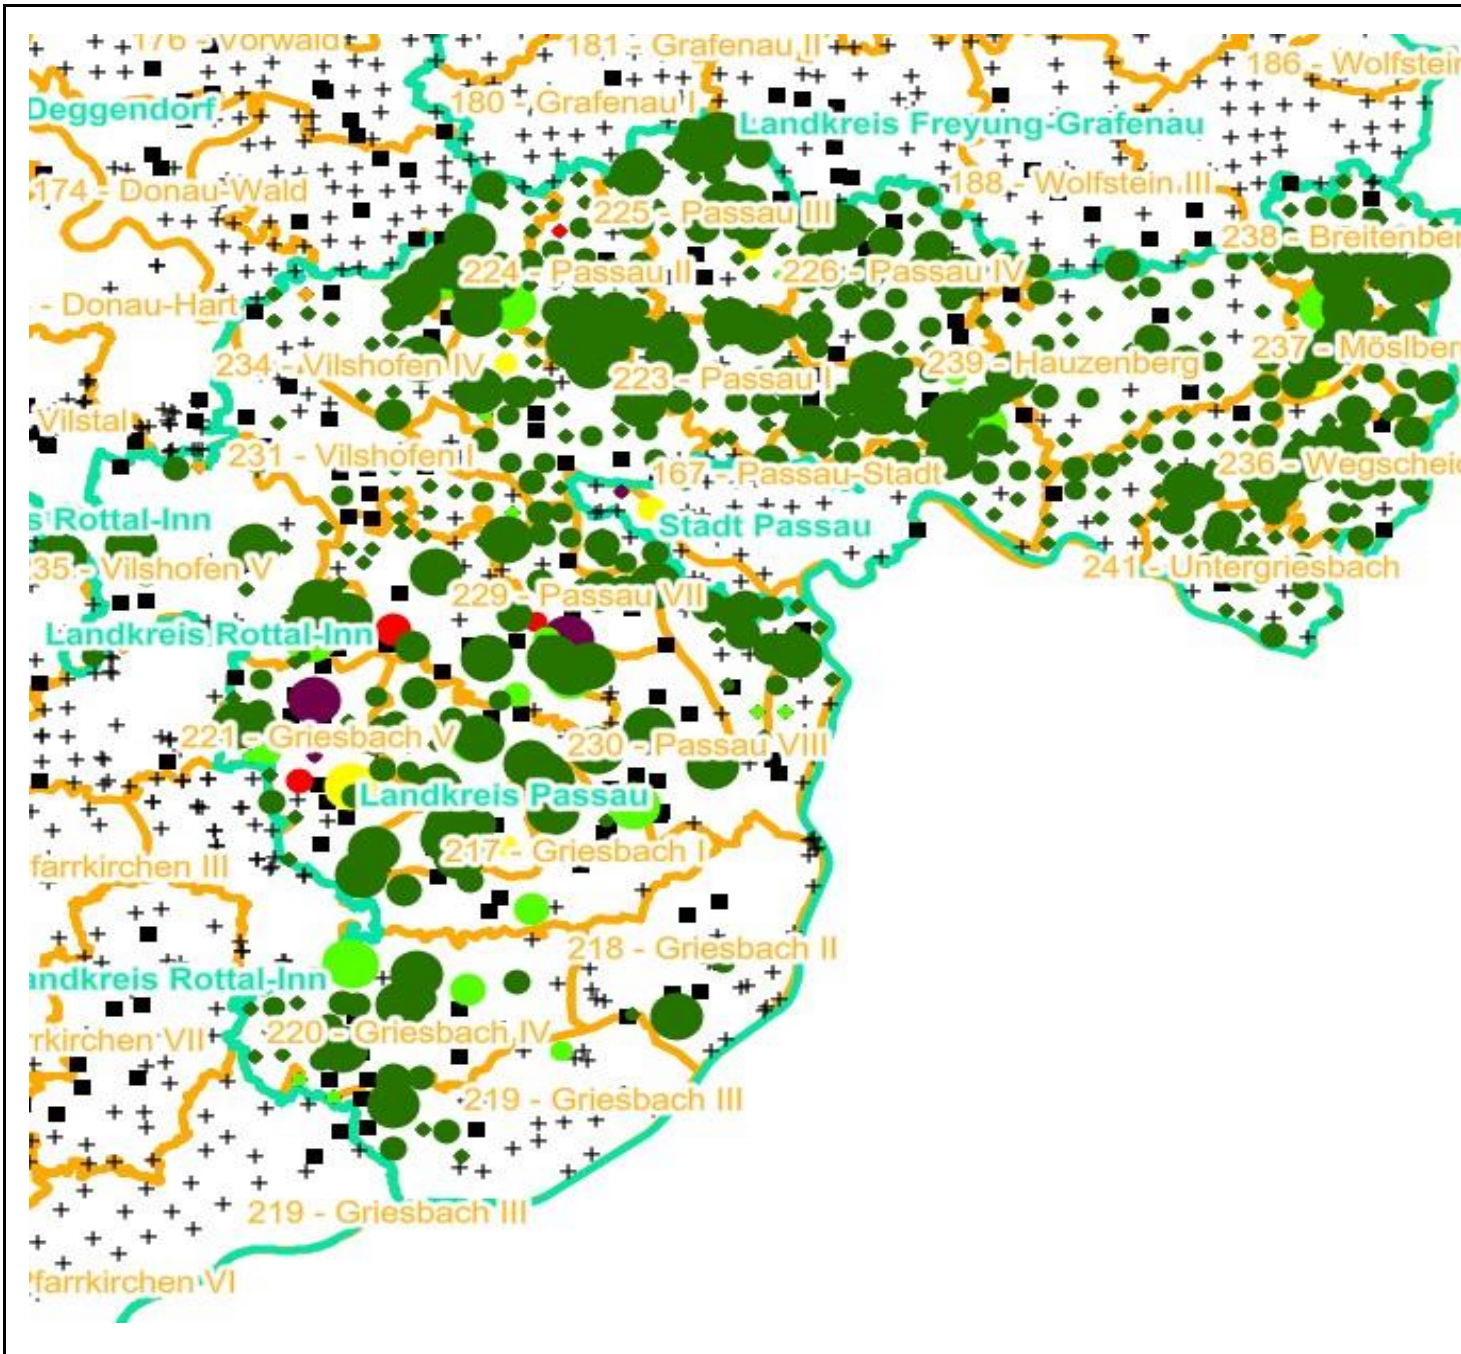 176 - Vorwald
181 - Grafenau II
186 - Wolfstein
180 - Grafenau I
Deggendorf
Landkreis Freyung-Grafenau
174 - Donau-Wald
188 - Wolfstein III
225 - Passau III
238 - Breitenber
224 - Passau II
226 - Passau IV
- Donau-Hart
234 - Vilshofen IV
223 - Passau I
239 - Hauzenberg
237 - Möslber
Vilstal
231 - Vilshofen I
167 - Passau-Stadt
236 - Wegscheid
s Rottal-Inn
Stadt Passau
35 - Vilshofen V
229 - Passau VII
241 - Untergriesbach
Landkreis Rottal-Inn
221 - Griesbach V
230 - Passau VIII
Landkreis Passau
217 - Griesbach I
farrkirchen III
218 - Griesbach II
andkreis Rottal-Inn
220 - Griesbach IV
rrkirchen VII
219 - Griesbach III
219 - Griesbach III
farrkirchen VI